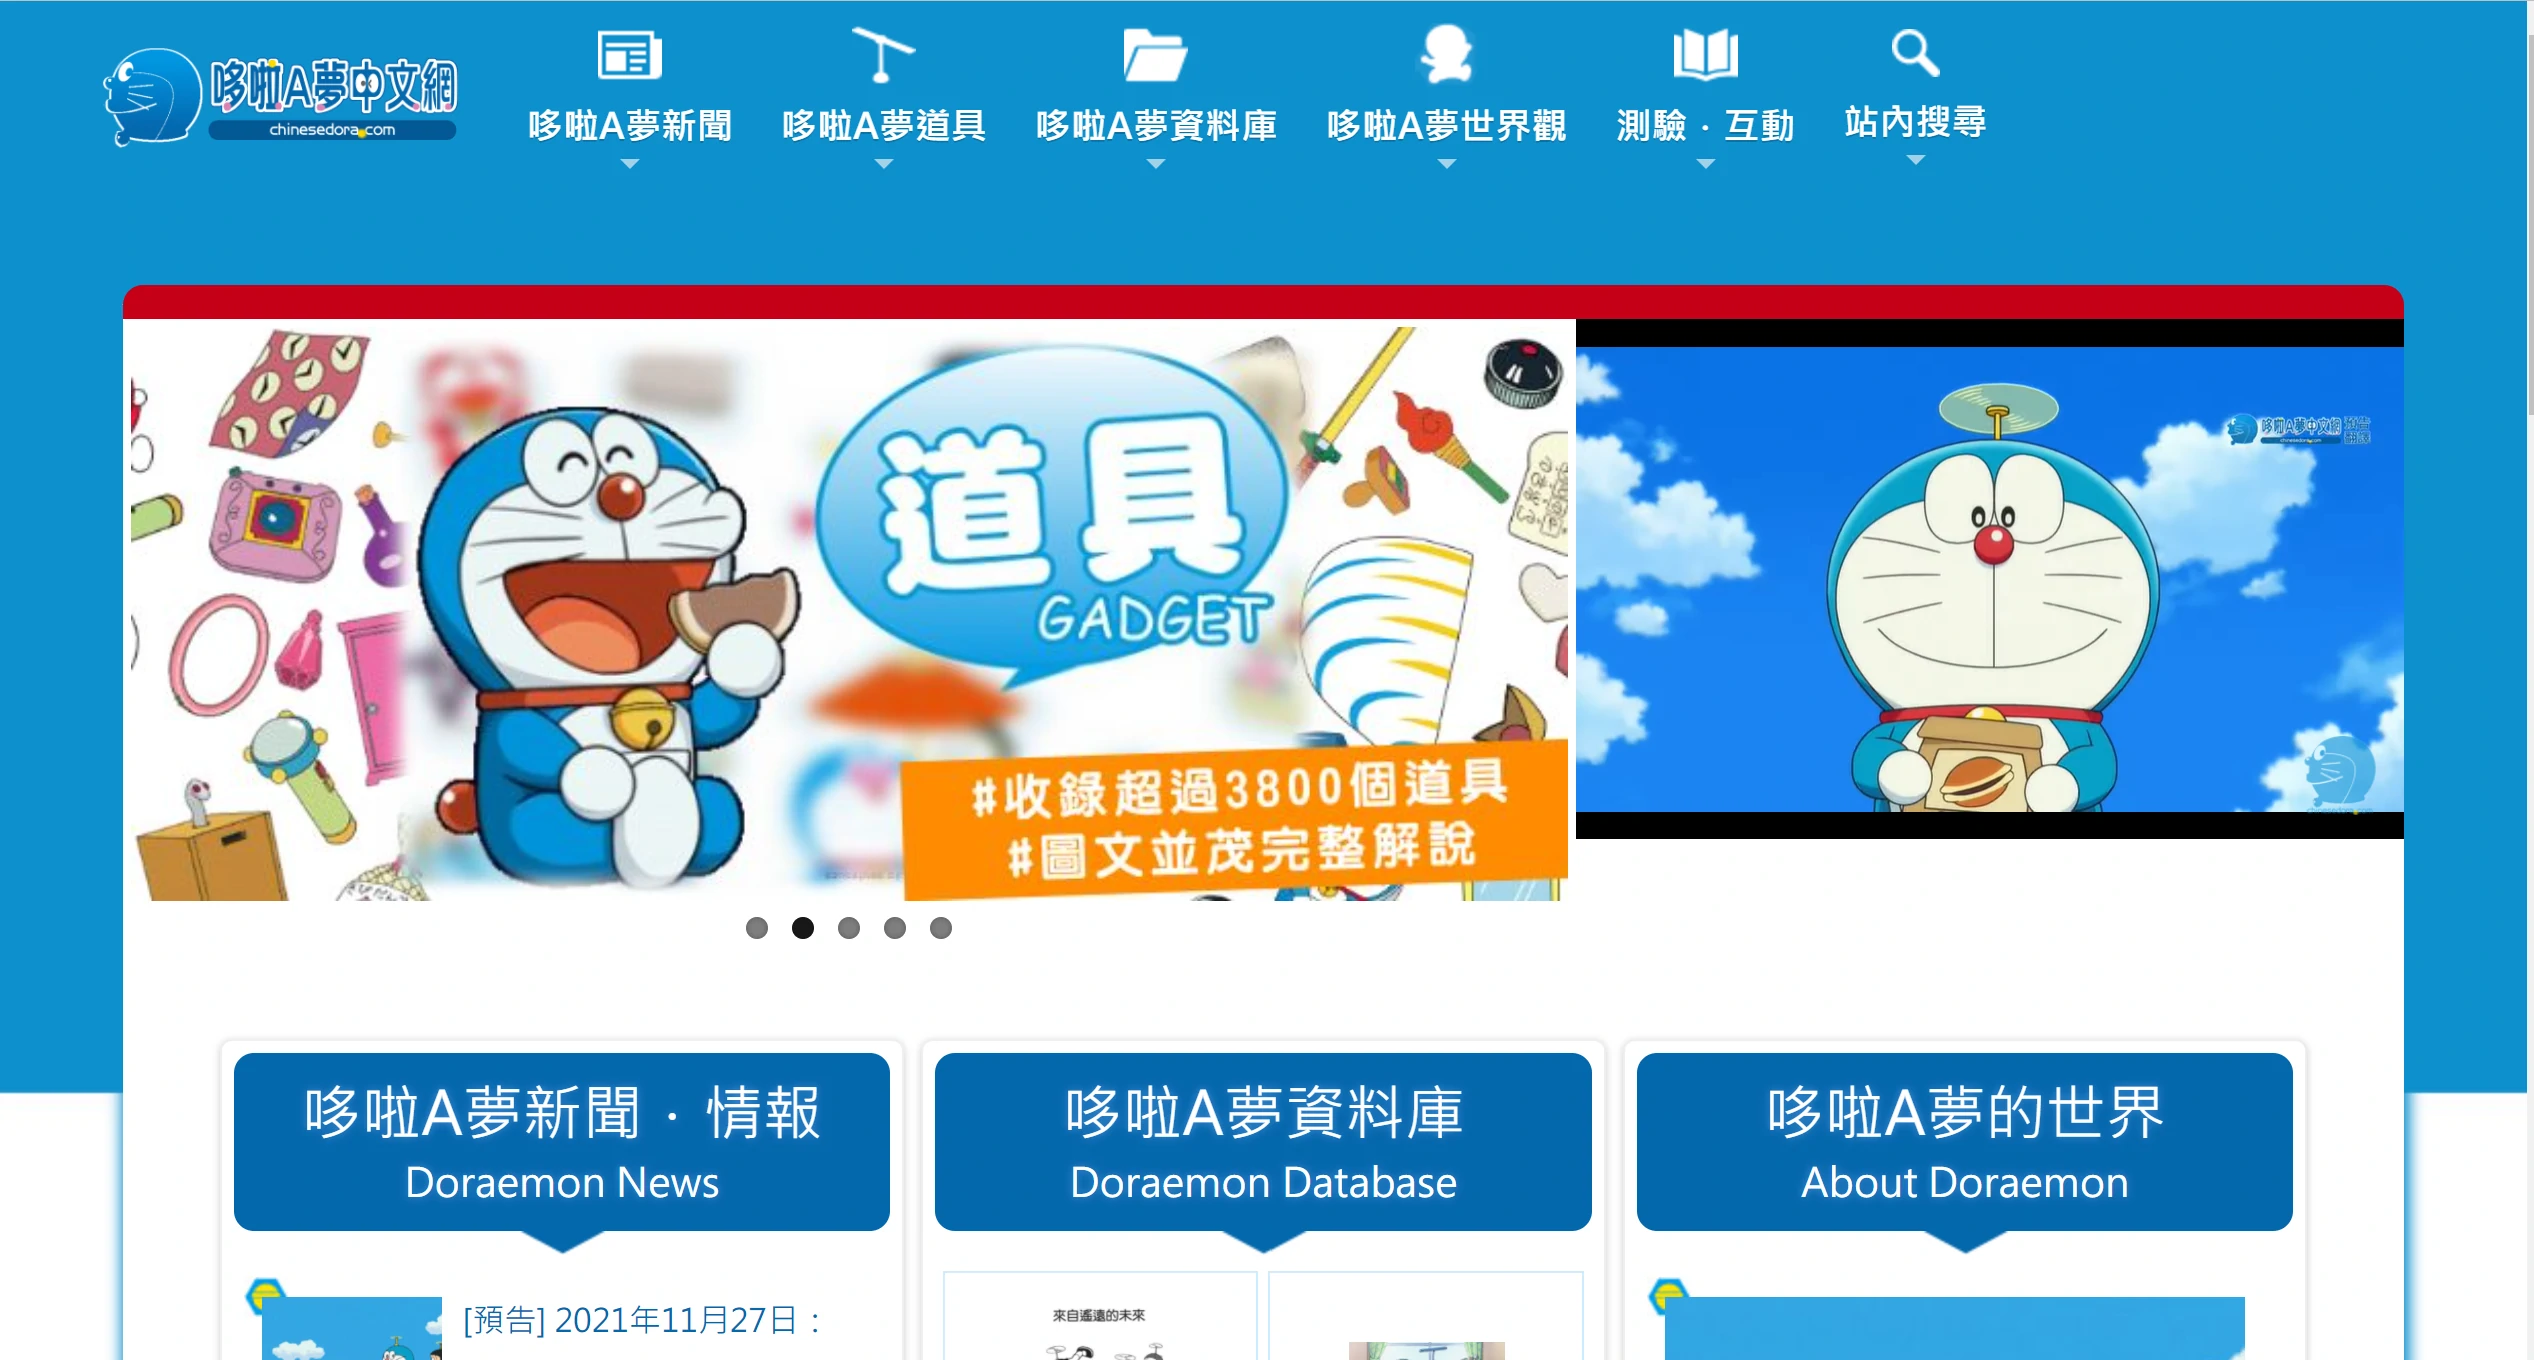 哆啦A夢中文網
chinesedora.com
哆啦A夢新聞
哆啦A夢道具
哆啦A夢資料庫
哆啦A夢世界觀
測驗．互動
站內搜尋
道具
GADGET
#收錄超過3800個道具
#圖文並茂完整解說
哆啦A夢中文網 預告
chinesedora.com
哆啦A夢新聞．情報
Doraemon News
哆啦A夢資料庫
Doraemon Database
哆啦A夢的世界
About Doraemon
[預告] 2021年11月27日：
來自遙遠的未來